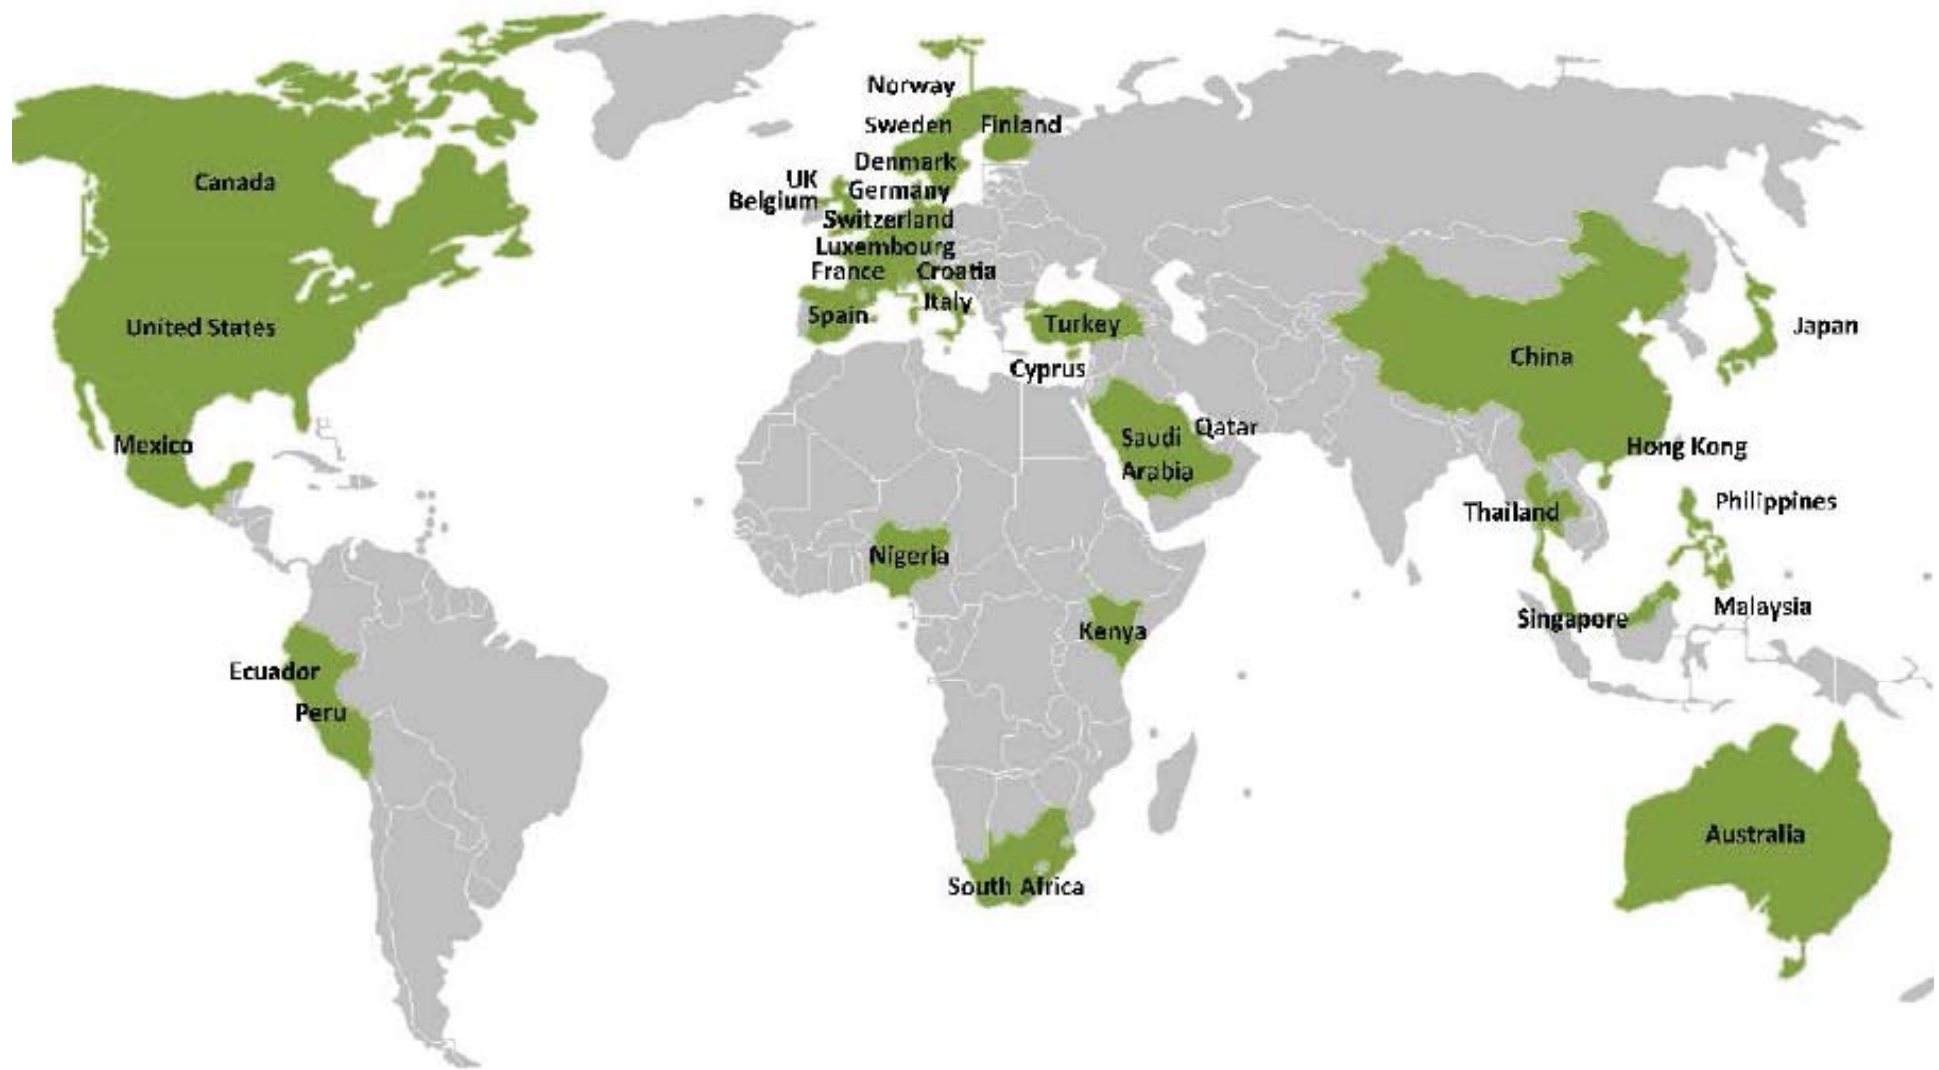 Norway
Sweden
Finland
Denmark
UK
Germany
Belgium
Switzerland
Luxembourg
France
Croatia
Italy
Spain
Turkey
Cyprus
Canada
United States
Mexico
Ecuador
Peru
Nigeria
Kenya
South Africa
Saudi
Arabia
Qatar
China
Japan
Hong Kong
Thailand
Philippines
Singapore
Malaysia
Australia